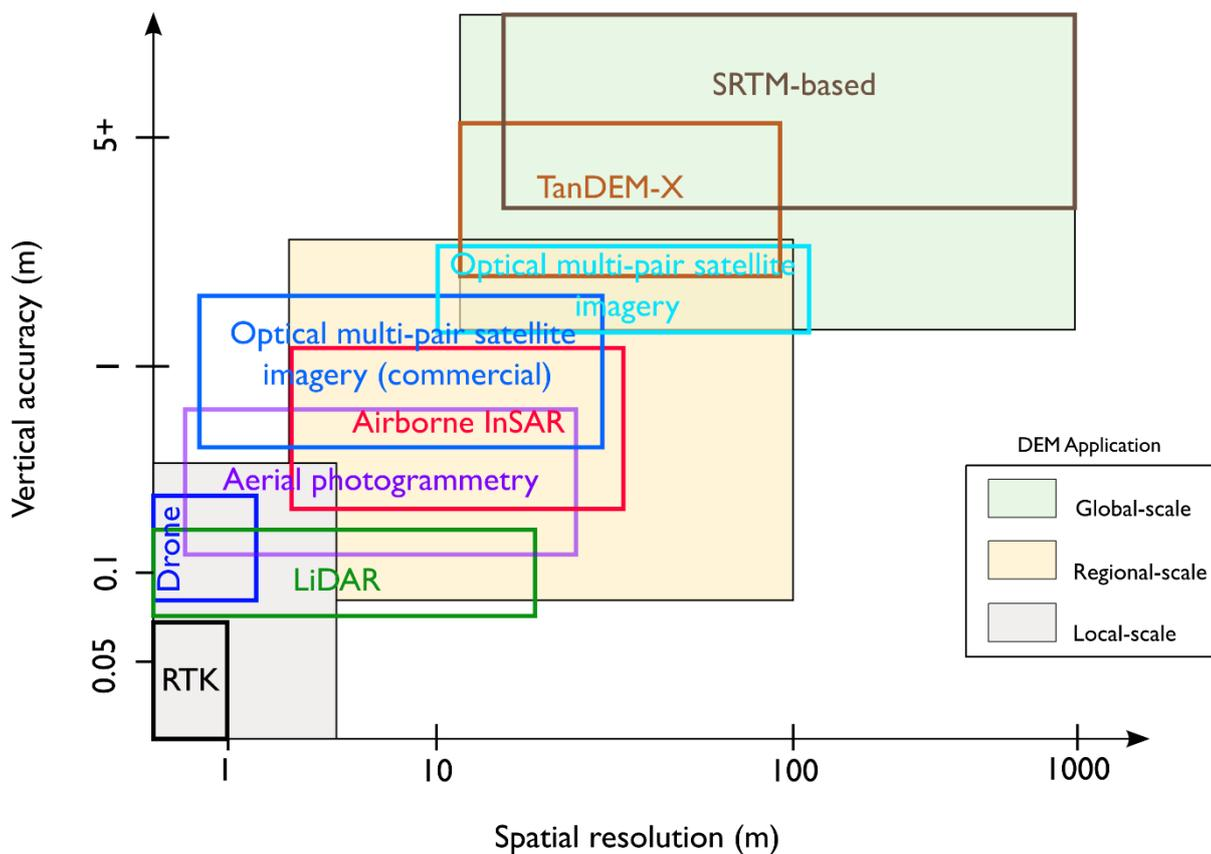 SRTM-based
5+
TanDEM-X
Optical multi-pair satellite
imagery
Optical multi-pair satellite
imagery (commercial)
1
Airborne InSAR
Aerial photogrammetry
Drone
LiDAR
0.1
RTK
0.05
Vertical accuracy (m)
1
10
100
1000
Spatial resolution (m)
DEM Application
Global-scale
Regional-scale
Local-scale